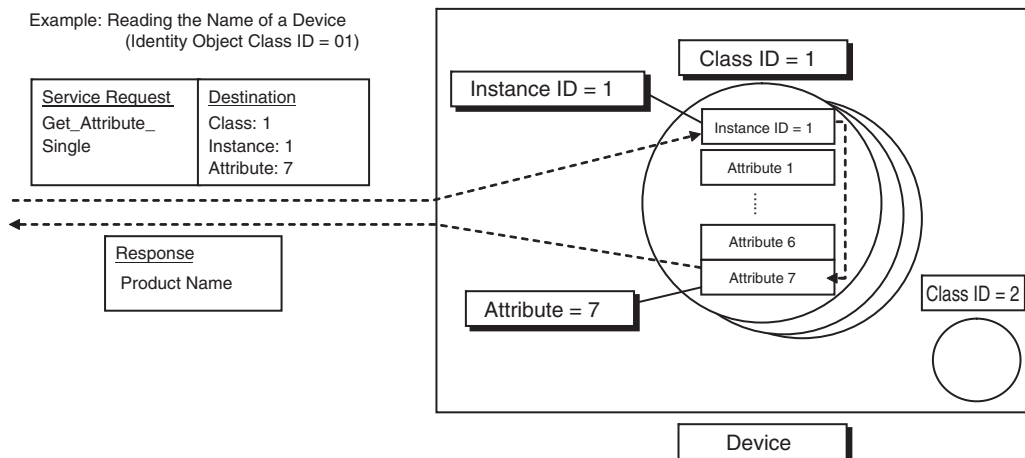 Example: Reading the Name of a Device
(Identity Object Class ID = 01)
Service Request
Get_Attribute_
Single
Destination
Class: 1
Instance: 1
Attribute: 7
Response
Product Name
Class ID = 1
Instance ID = 1
Instance ID = 1
Attribute 1
Attribute 6
Attribute 7
Attribute = 7
Class ID = 2
Device